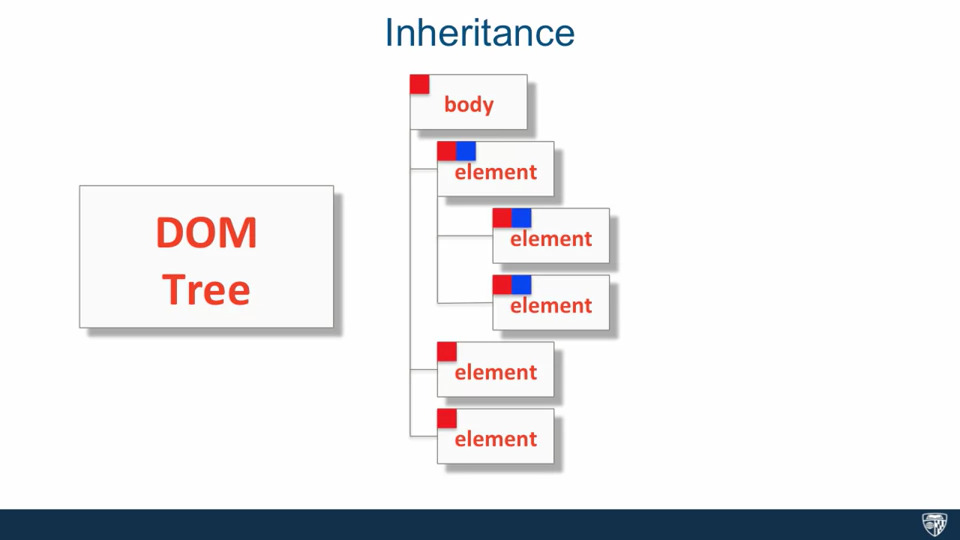 Inheritance
DOM
Tree
body
element
element
element
element
element